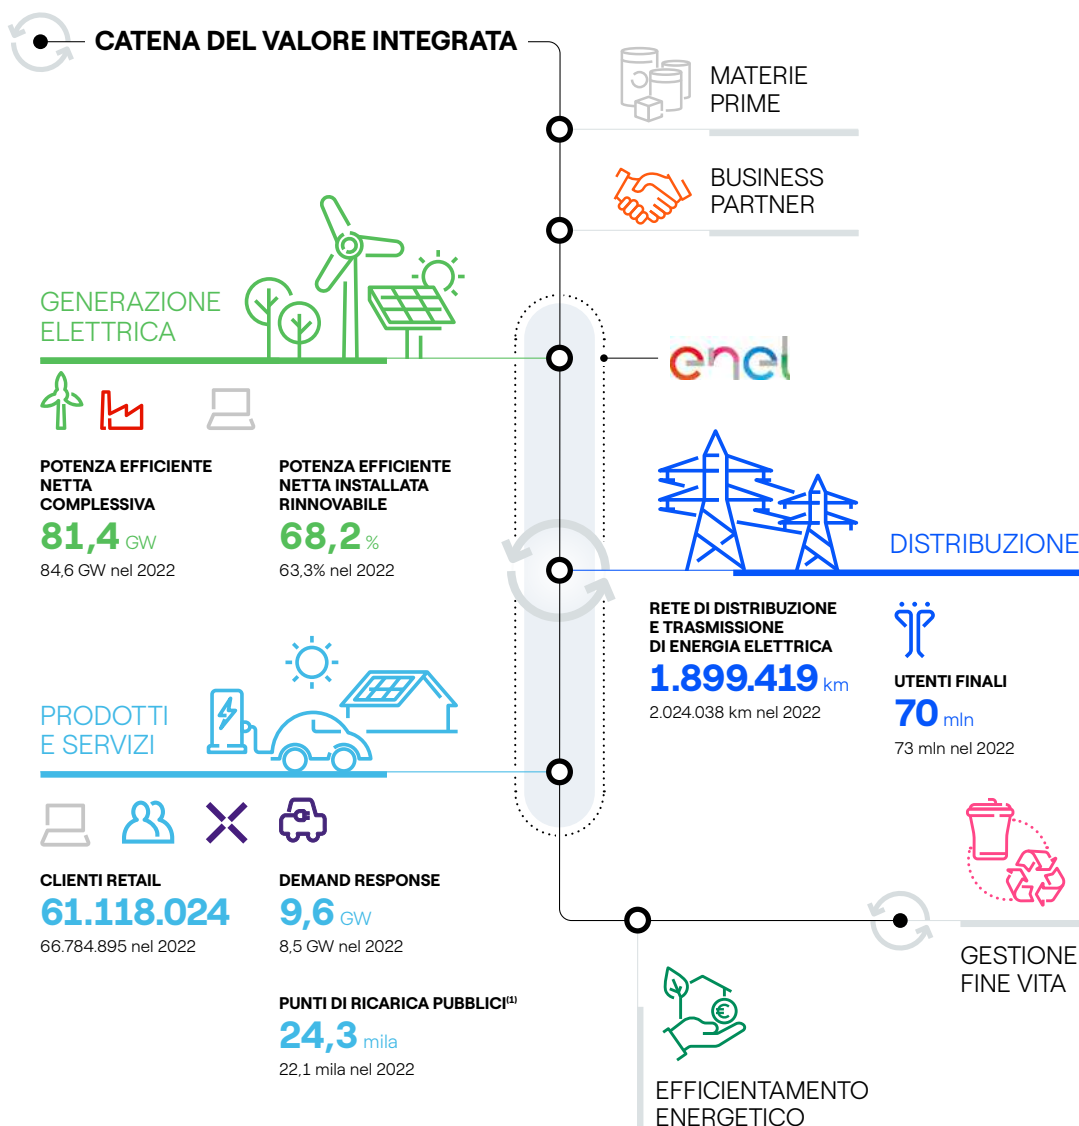 CATENA DEL VALORE INTEGRATA
MATERIE
PRIME
BUSINESS
PARTNER
GENERAZIONE
ELETTRICA
enel
POTENZA EFFICIENTE
NETTA
COMPLESSIVA
81,4 GW
84,6 GW nel 2022
POTENZA EFFICIENTE
NETTA INSTALLATA
RINNOVABILE
68,2 %
63,3% nel 2022
DISTRIBUZIONE
RETE DI DISTRIBUZIONE
E TRASMISSIONE
DI ENERGIA ELETTRICA
1.899.419 km
2.024.038 km nel 2022
UTENTI FINALI
70 mln
73 mln nel 2022
PRODOTTI
E SERVIZI
CLIENTI RETAIL
61.118.024
66.784.895 nel 2022
DEMAND RESPONSE
9,6 GW
8,5 GW nel 2022
PUNTI DI RICARICA PUBBLICI(1)
24,3 mila
22,1 mila nel 2022
GESTIONE
FINE VITA
€
EFFICIENTAMENTO
ENERGETICO